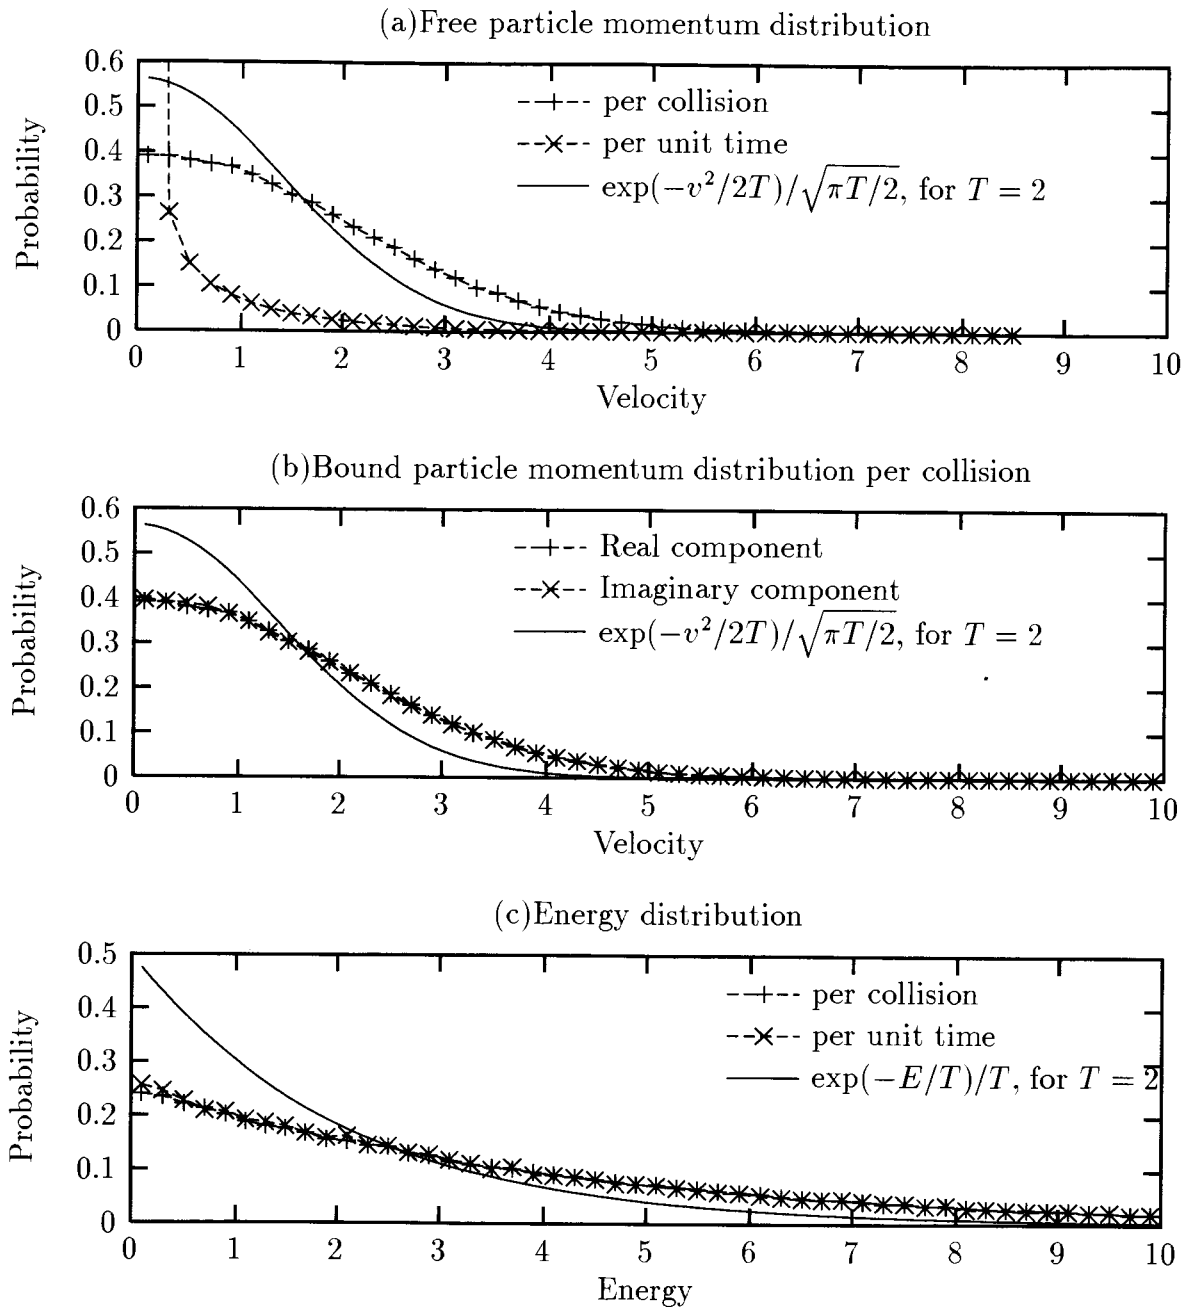 (a)Free particle momentum distribution
0.6
0.5
0.4
0.3
0.2
0.1
0
Probability
--+-- per collision
--×-- per unit time
—— exp(−v²/2T)/√πT/2, for T = 2
0 1 2 3 4 5 6 7 8 9 10
Velocity
(b)Bound particle momentum distribution per collision
0.6
0.5
0.4
0.3
0.2
0.1
0
Probability
--+-- Real component
--×-- Imaginary component
—— exp(−v²/2T)/√πT/2, for T = 2
0 1 2 3 4 5 6 7 8 9 10
Velocity
(c)Energy distribution
0.5
0.4
0.3
0.2
0.1
0
Probability
--+-- per collision
--×-- per unit time
—— exp(−E/T)/T, for T = 2
0 1 2 3 4 5 6 7 8 9 10
Energy